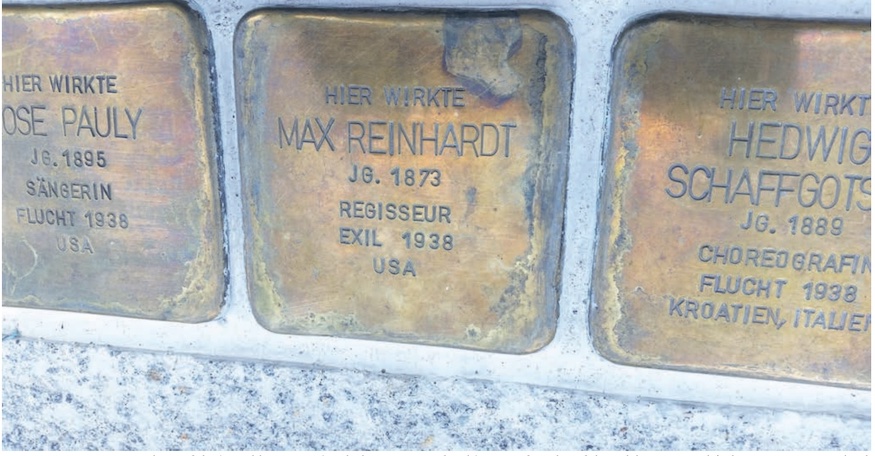 HIER WIRKTE
OSE PAULY
JG. 1895
SÄNGERIN
FLUCHT 1938
USA
HIER WIRKTE
MAX REINHARDT
JG. 1873
REGISSEUR
EXIL 1938
USA
HIER WIRKT
HEDWIG
SCHAFFGOTS
JG. 1889
CHOREOGRAFIN
FLUCHT 1938
KROATIEN, ITALIEN